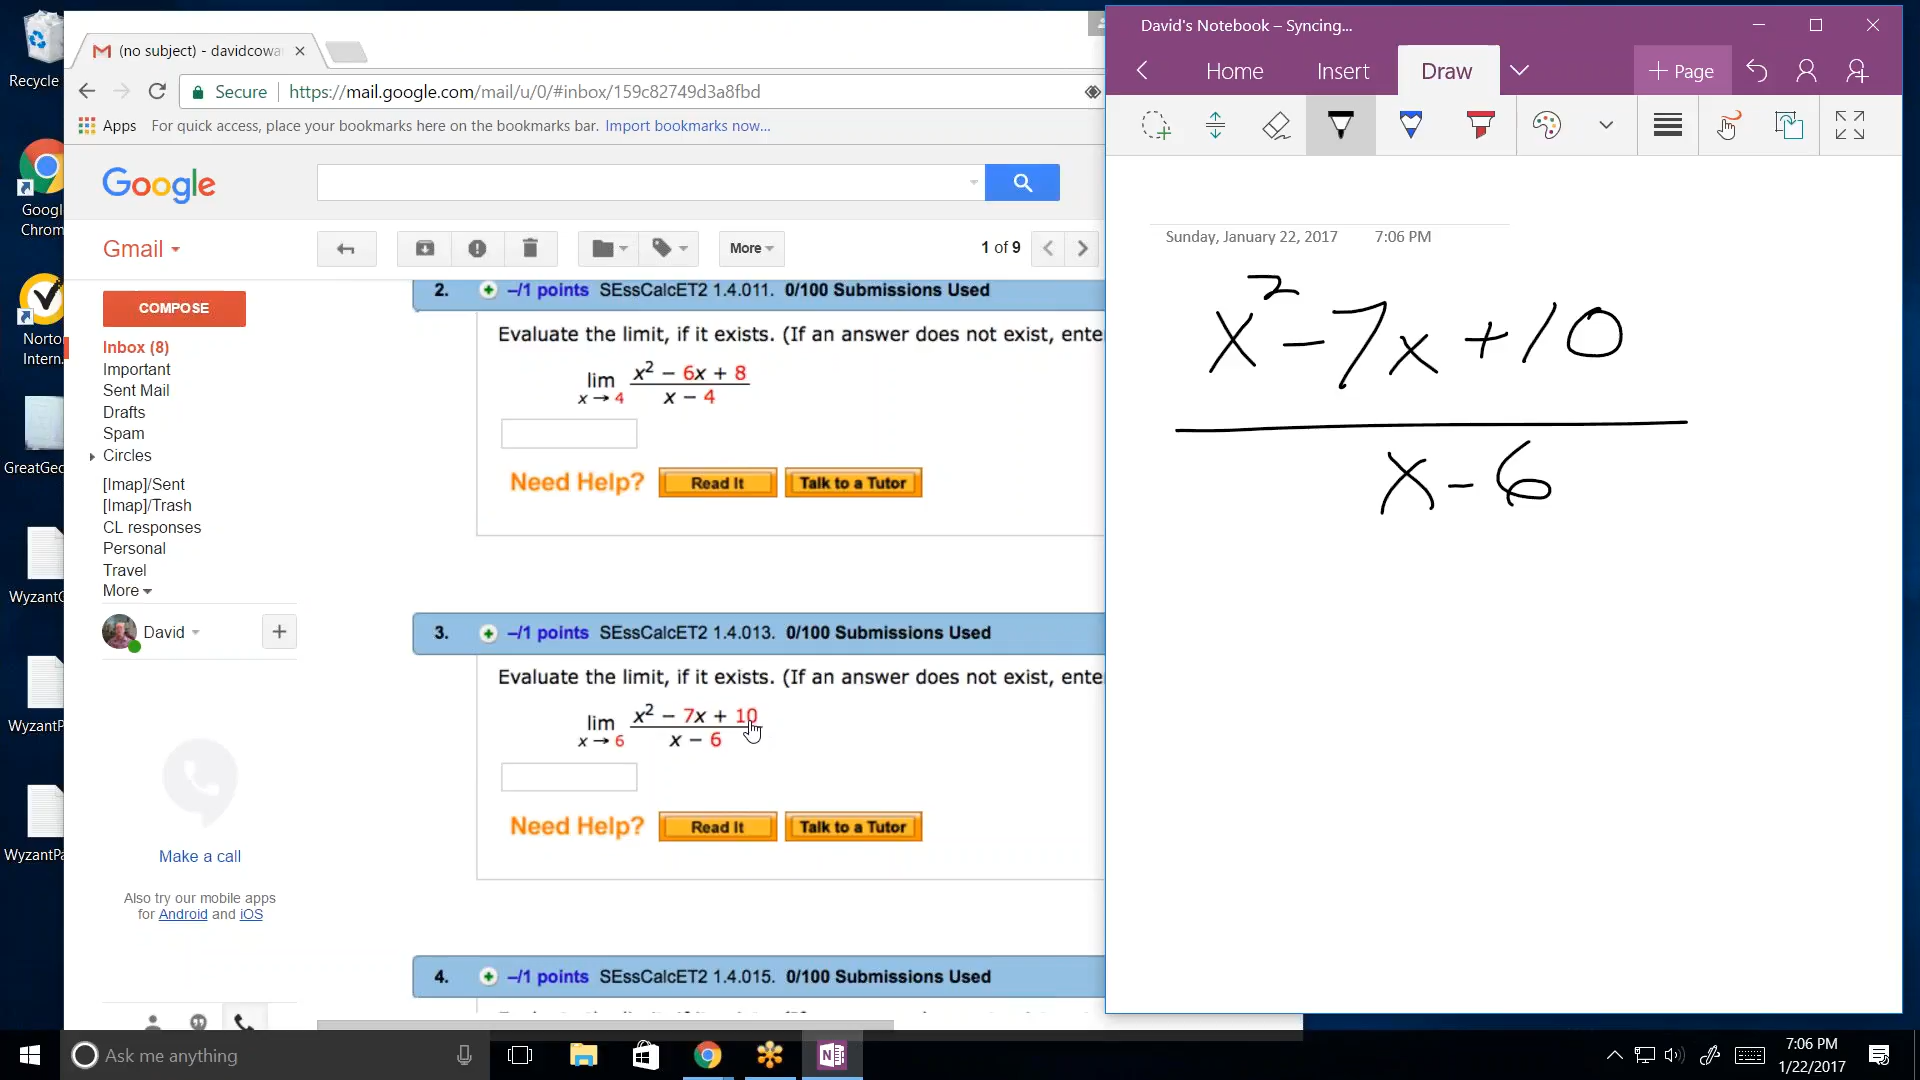 Recycle
Googl
Chrom
Norto
Intern.
GreatGeo
WyzantC
WyzantP
WyzantPa
(no subject) - davidcowa
Secure https://mail.google.com/mail/u/0/#inbox/159c82749d3a8fbd
Apps For quick access, place your bookmarks here on the bookmarks bar. Import bookmarks now...
Google
Gmail
More
1 of 9
COMPOSE
Inbox (8)
Important
Sent Mail
Drafts
Spam
Circles
[Imap]/Sent
[Imap]/Trash
CL responses
Personal
Travel
More
David
Make a call
Also try our mobile apps
for Android and iOS
2. –/1 points SEssCalcET2 1.4.011. 0/100 Submissions Used
Evaluate the limit, if it exists. (If an answer does not exist, ente
lim x → 4 x² − 6x + 8
x − 4
Need Help? Read It Talk to a Tutor
3. –/1 points SEssCalcET2 1.4.013. 0/100 Submissions Used
Evaluate the limit, if it exists. (If an answer does not exist, ente
lim x → 6 x² − 7x + 10
x − 6
Need Help? Read It Talk to a Tutor
4. –/1 points SEssCalcET2 1.4.015. 0/100 Submissions Used
David's Notebook – Syncing...
Home Insert Draw + Page
Sunday, January 22, 2017 7:06 PM
x² - 7x + 10
x - 6
Ask me anything
7:06 PM
1/22/2017